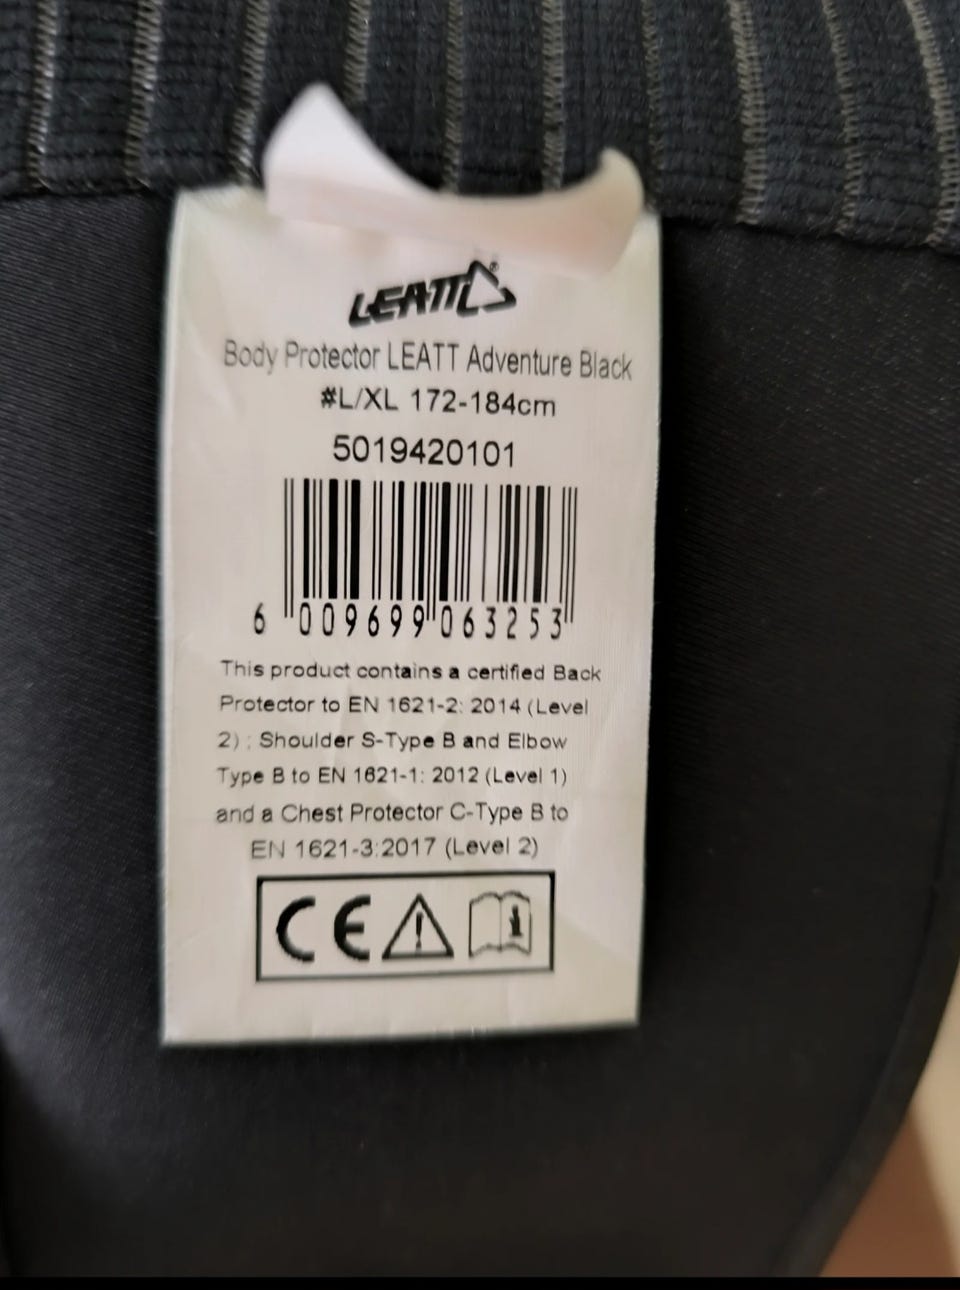 LEATT®
Body Protector LEATT Adventure Black
#L/XL 172-184cm
5019420101
6 009699 063253
This product contains a certified Back
Protector to EN 1621-2: 2014 (Level
2) ; Shoulder S-Type B and Elbow
Type B to EN 1621-1: 2012 (Level 1)
and a Chest Protector C-Type B to
EN 1621-3:2017 (Level 2)
CE ! i